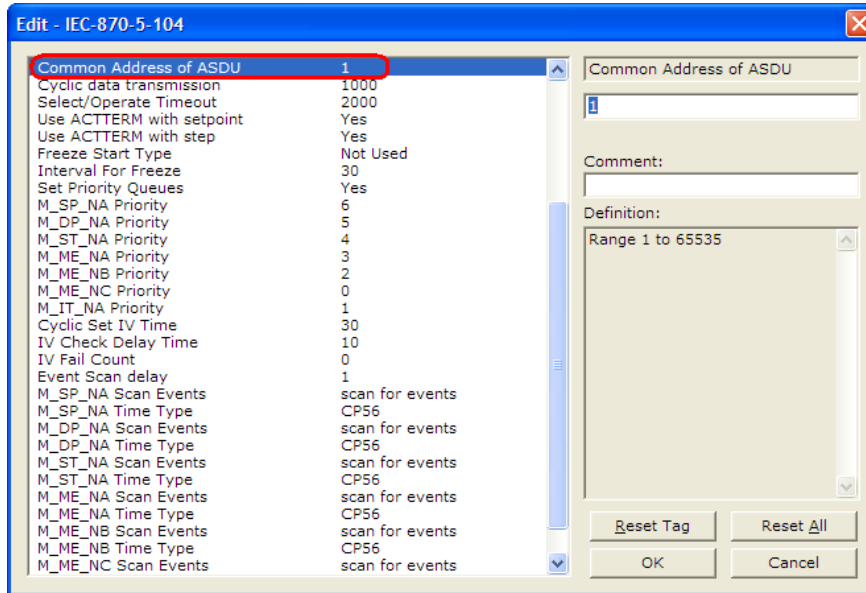 Edit - IEC-870-5-104
Common Address of ASDU 1
Cyclic data transmission 1000
Select/Operate Timeout 2000
Use ACTTERM with setpoint Yes
Use ACTTERM with step Yes
Freeze Start Type Not Used
Interval For Freeze 30
Set Priority Queues Yes
M_SP_NA Priority 6
M_DP_NA Priority 5
M_ST_NA Priority 4
M_ME_NA Priority 3
M_ME_NB Priority 2
M_ME_NC Priority 0
M_IT_NA Priority 1
Cyclic Set IV Time 30
IV Check Delay Time 10
IV Fail Count 0
Event Scan delay 1
M_SP_NA Scan Events scan for events
M_SP_NA Time Type CP56
M_DP_NA Scan Events scan for events
M_DP_NA Time Type CP56
M_ST_NA Scan Events scan for events
M_ST_NA Time Type CP56
M_ME_NA Scan Events scan for events
M_ME_NA Time Type CP56
M_ME_NB Scan Events scan for events
M_ME_NB Time Type CP56
M_ME_NC Scan Events scan for events
Common Address of ASDU
1
Comment:
Definition:
Range 1 to 65535
Reset Tag Reset All
OK Cancel